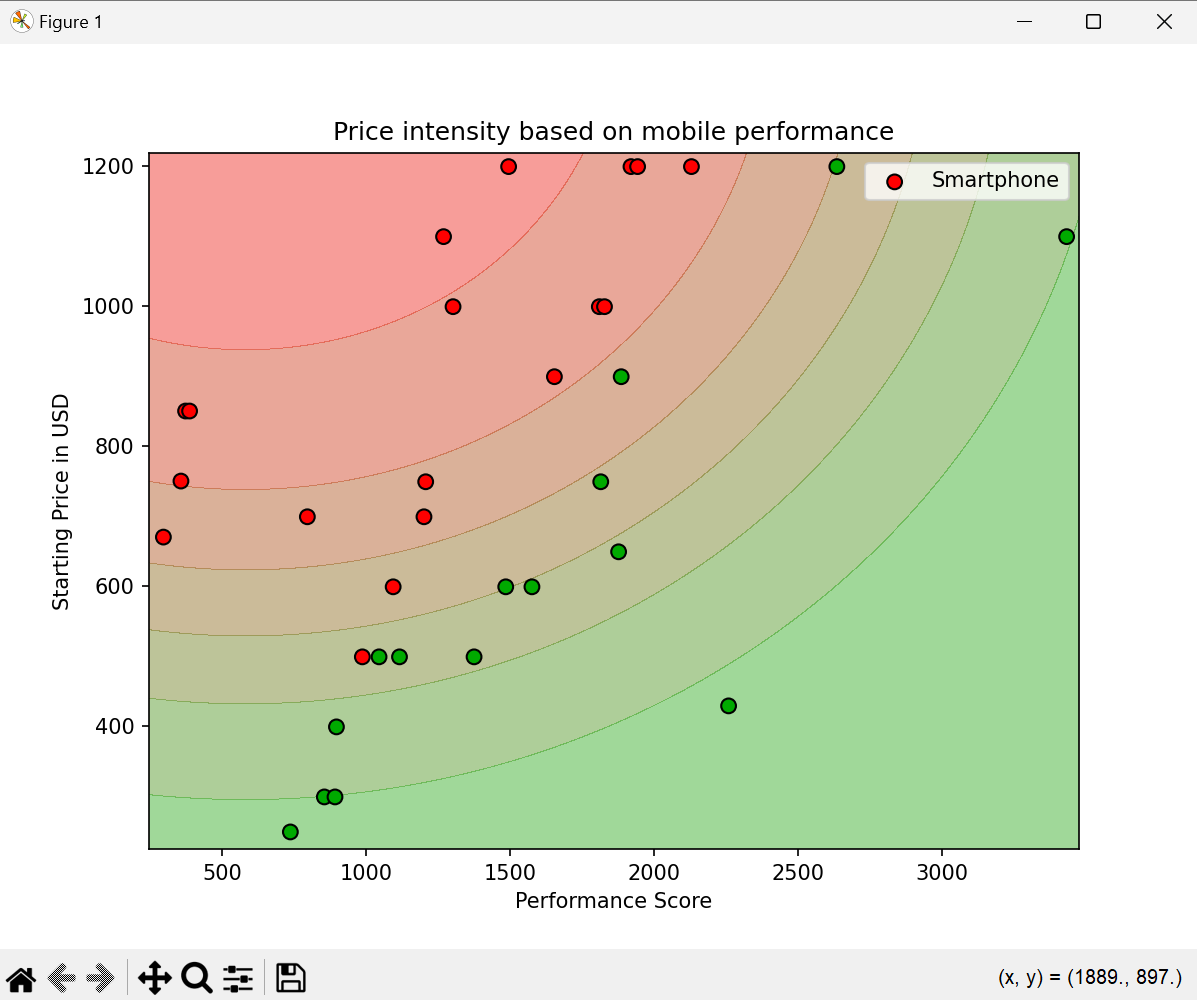 Figure 1
Price intensity based on mobile performance
Smartphone
1200
1000
800
600
400
Starting Price in USD
500 1000 1500 2000 2500 3000
Performance Score
(x, y) = (1889., 897.)